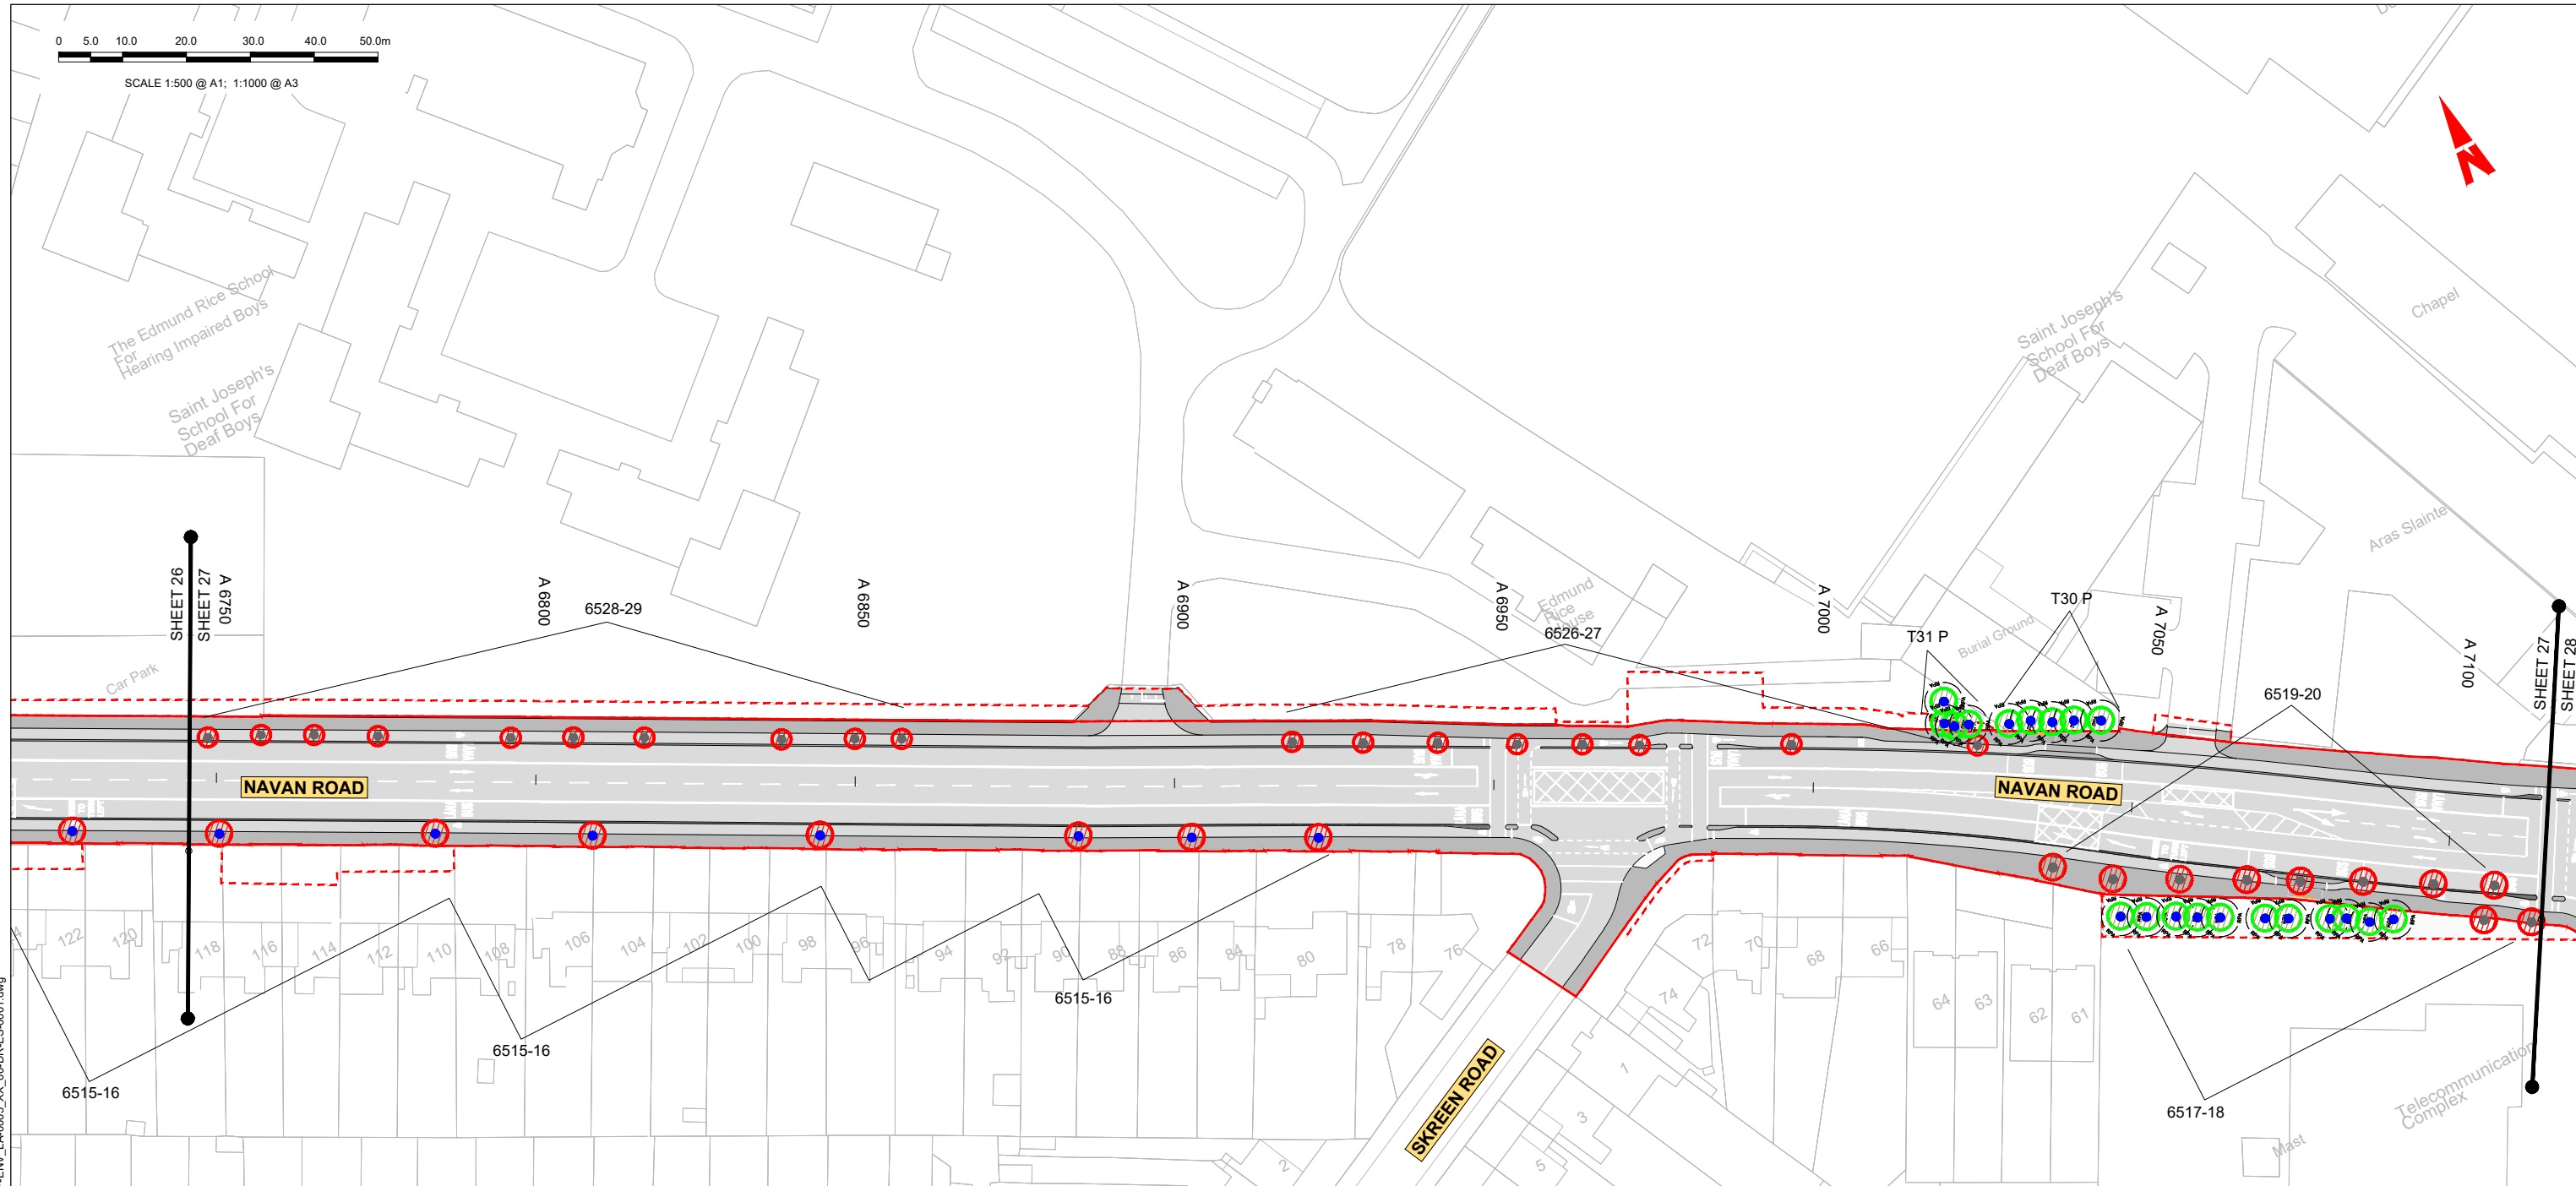 0 5.0 10.0 20.0 30.0 40.0 50.0m
SCALE 1:500 @ A1; 1:1000 @ A3
N
The Edmund Rice School
For
Hearing Impaired Boys
Saint Joseph's
School For
Deaf Boys
Saint Joseph's
School For
Deaf Boys
Chapel
Aras Slainte
Edmund
Rice
House
Burial Ground
Car Park
SHEET 26
SHEET 27
A 6750
A 6800
6528-29
A 6850
A 6900
A 6950
6526-27
A 7000
T31 P
T30 P
A 7050
6519-20
A 7100
SHEET 27
SHEET 28
NAVAN ROAD
NAVAN ROAD
122
120
118
116
114
112
110
108
106
104
102
100
98
96
94
92
90
88
86
84
80
78
76
74
72
70
68
66
64
63
62
61
6515-16
6515-16
6515-16
6517-18
SKREEN ROAD
1
3
5
2
Telecommunication
Complex
Mast